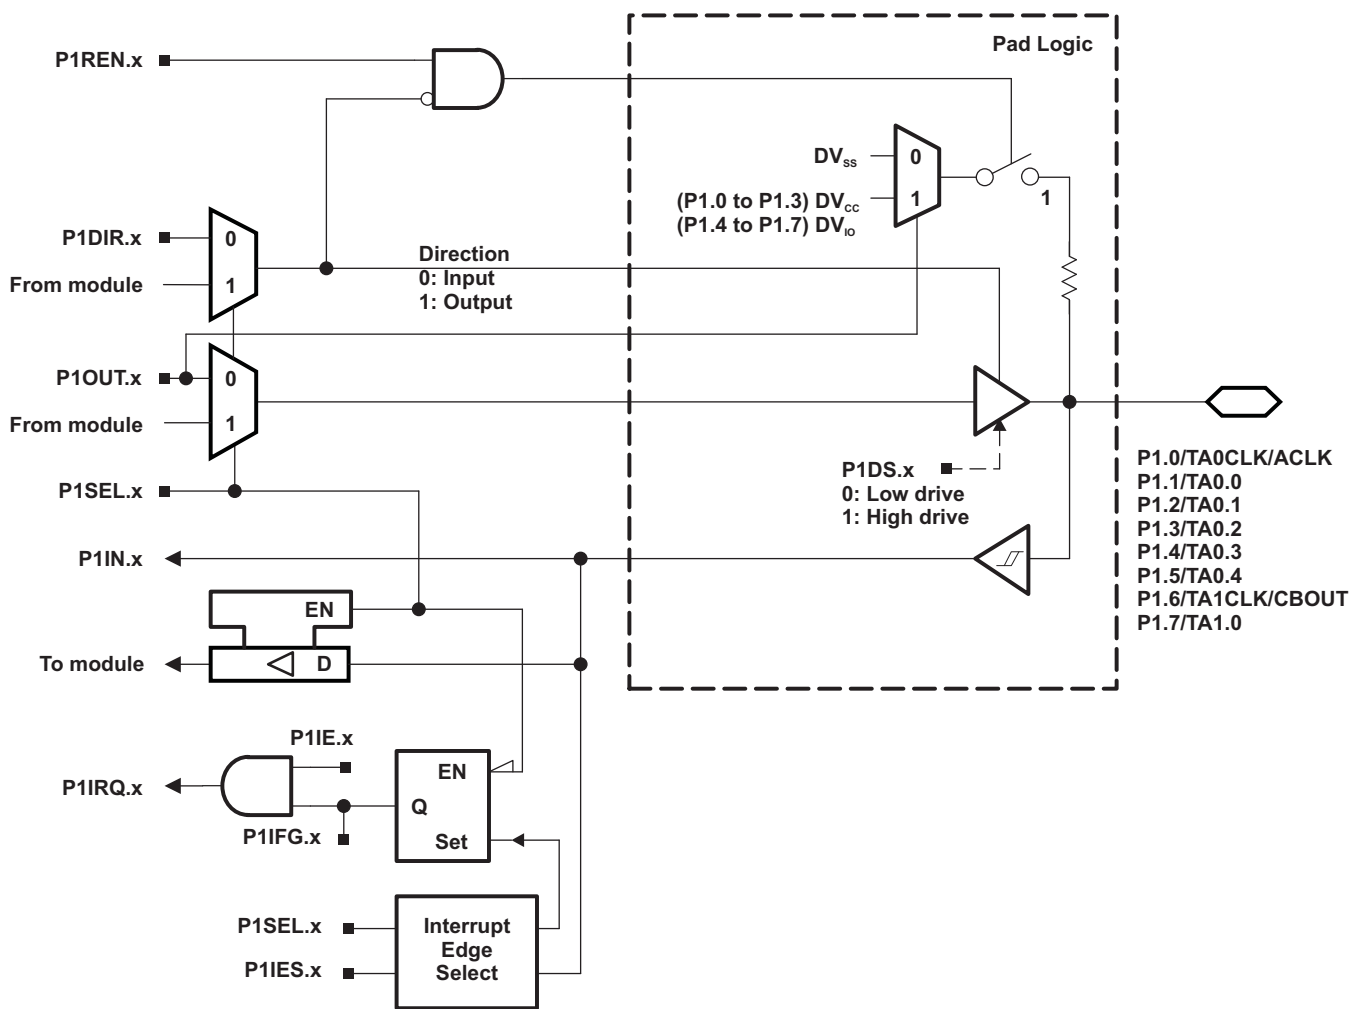 Pad Logic
P1REN.x
DVSS
0
(P1.0 to P1.3) DVCC
1
(P1.4 to P1.7) DVIO
1
P1DIR.x
0
From module
1
Direction
0: Input
1: Output
P1OUT.x
0
From module
1
P1SEL.x
P1DS.x
0: Low drive
1: High drive
P1.0/TA0CLK/ACLK
P1.1/TA0.0
P1.2/TA0.1
P1.3/TA0.2
P1.4/TA0.3
P1.5/TA0.4
P1.6/TA1CLK/CBOUT
P1.7/TA1.0
P1IN.x
EN
To module
D
P1IE.x
P1IRQ.x
EN
Q
P1IFG.x
Set
P1SEL.x
P1IES.x
Interrupt
Edge
Select